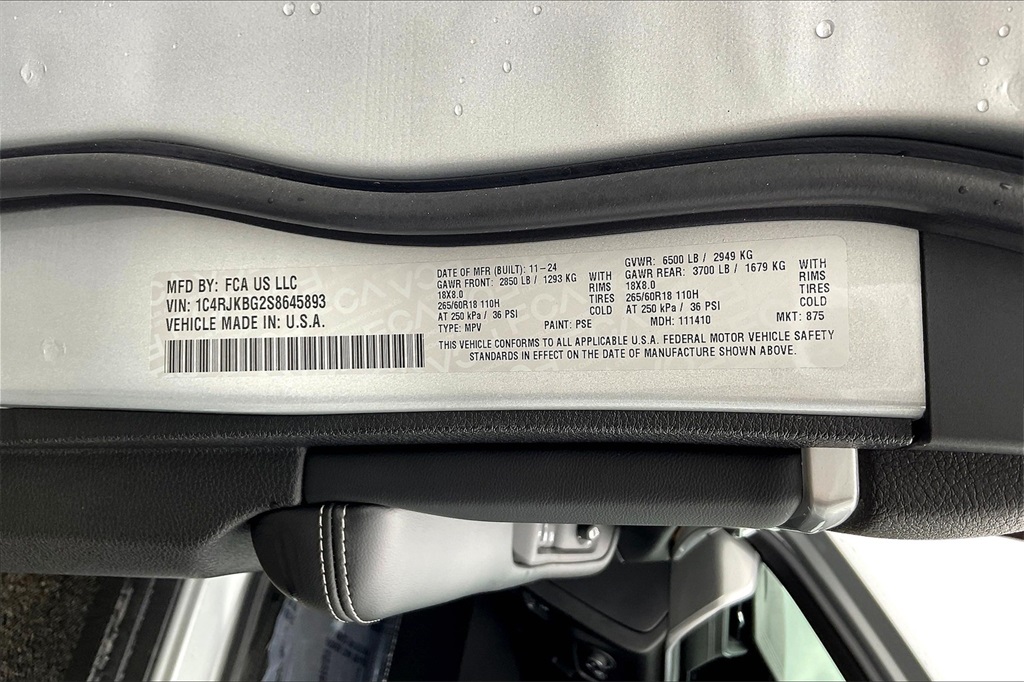 MFD BY: FCA US LLC
VIN: 1C4RJKBG2S8645893
VEHICLE MADE IN: U.S.A.
DATE OF MFR (BUILT): 11-24
GAWR FRONT: 2850 LB / 1293 KG WITH
18X8.0 RIMS
265/60R18 110H TIRES
AT 250 kPa / 36 PSI COLD
TYPE: MPV PAINT: PSE
GVWR: 6500 LB / 2949 KG
GAWR REAR: 3700 LB / 1679 KG WITH
18X8.0 RIMS
265/60R18 110H TIRES
AT 250 kPa / 36 PSI COLD
MDH: 111410 MKT: 875
THIS VEHICLE CONFORMS TO ALL APPLICABLE U.S.A. FEDERAL MOTOR VEHICLE SAFETY
STANDARDS IN EFFECT ON THE DATE OF MANUFACTURE SHOWN ABOVE.